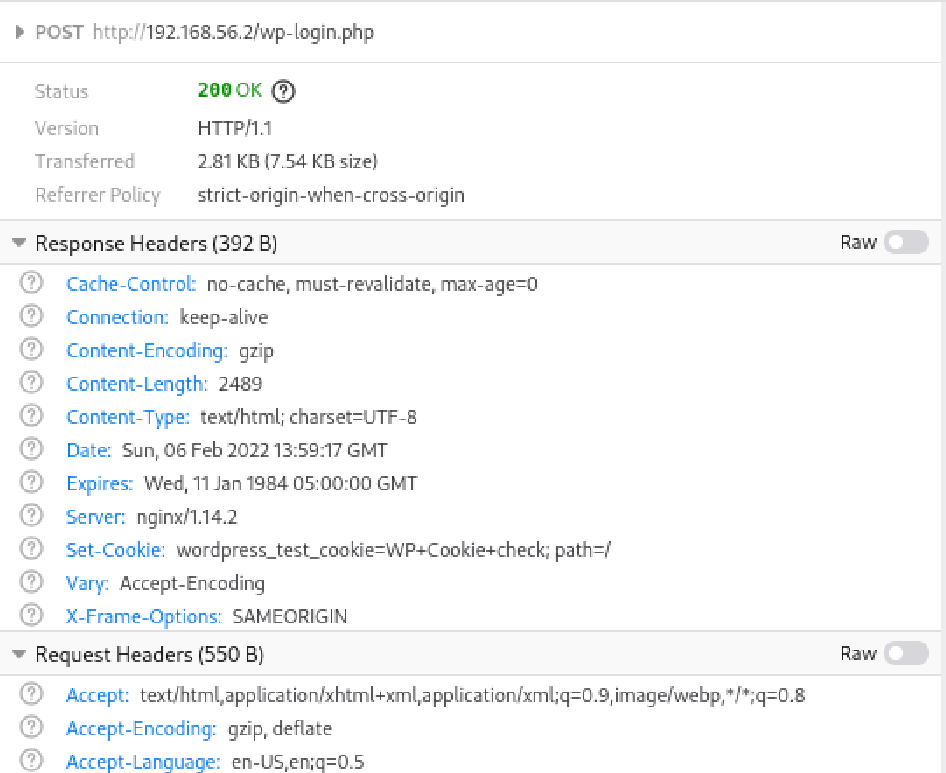 POST http://192.168.56.2/wp-login.php
Status 200 OK ?
Version HTTP/1.1
Transferred 2.81 KB (7.54 KB size)
Referrer Policy strict-origin-when-cross-origin
Response Headers (392 B) Raw
? Cache-Control: no-cache, must-revalidate, max-age=0
? Connection: keep-alive
? Content-Encoding: gzip
? Content-Length: 2489
? Content-Type: text/html; charset=UTF-8
? Date: Sun, 06 Feb 2022 13:59:17 GMT
? Expires: Wed, 11 Jan 1984 05:00:00 GMT
? Server: nginx/1.14.2
? Set-Cookie: wordpress_test_cookie=WP+Cookie+check; path=/
? Vary: Accept-Encoding
? X-Frame-Options: SAMEORIGIN
Request Headers (550 B) Raw
? Accept: text/html,application/xhtml+xml,application/xml;q=0.9,image/webp,*/*;q=0.8
? Accept-Encoding: gzip, deflate
? Accept-Language: en-US,en;q=0.5